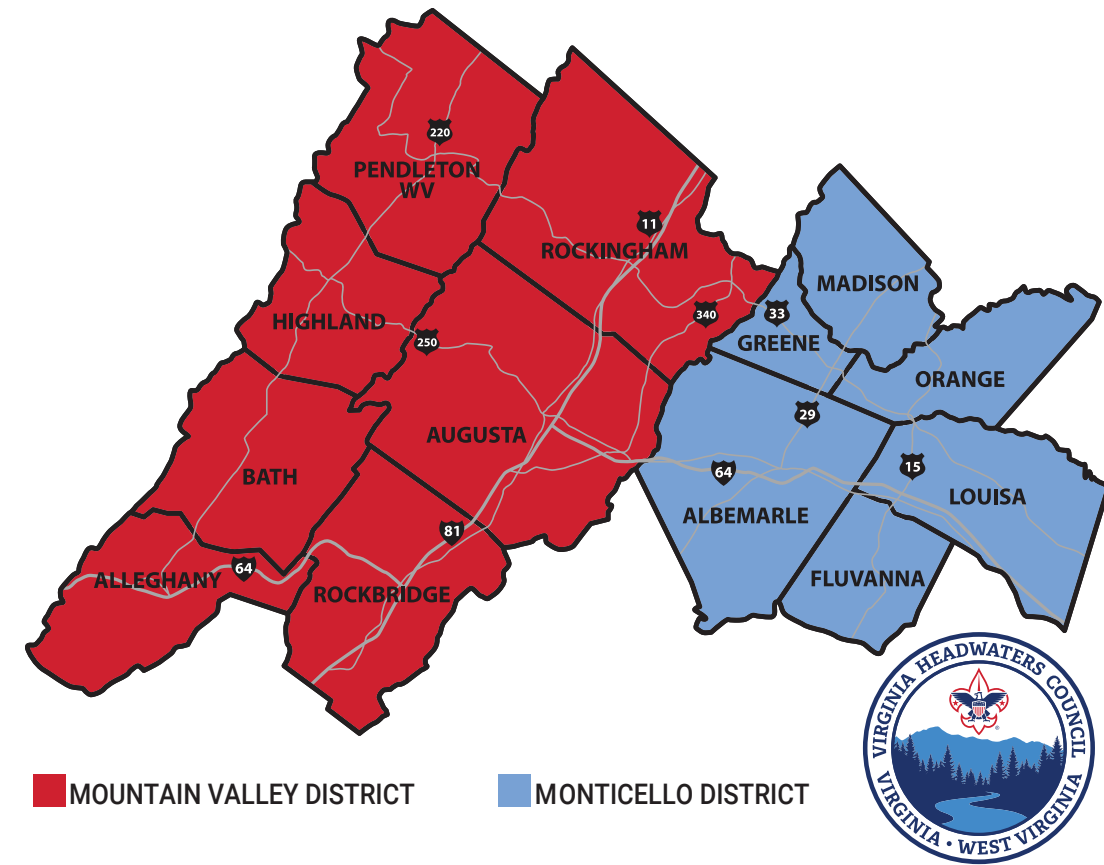 220
PENDLETON
WV
11
ROCKINGHAM
MADISON
HIGHLAND
250
340
33
GREENE
ORANGE
29
AUGUSTA
BATH
64
15
LOUISA
ALBEMARLE
81
ALLEGHANY
64
ROCKBRIDGE
FLUVANNA
VIRGINIA HEADWATERS COUNCIL
VIRGINIA • WEST VIRGINIA
MOUNTAIN VALLEY DISTRICT
MONTICELLO DISTRICT